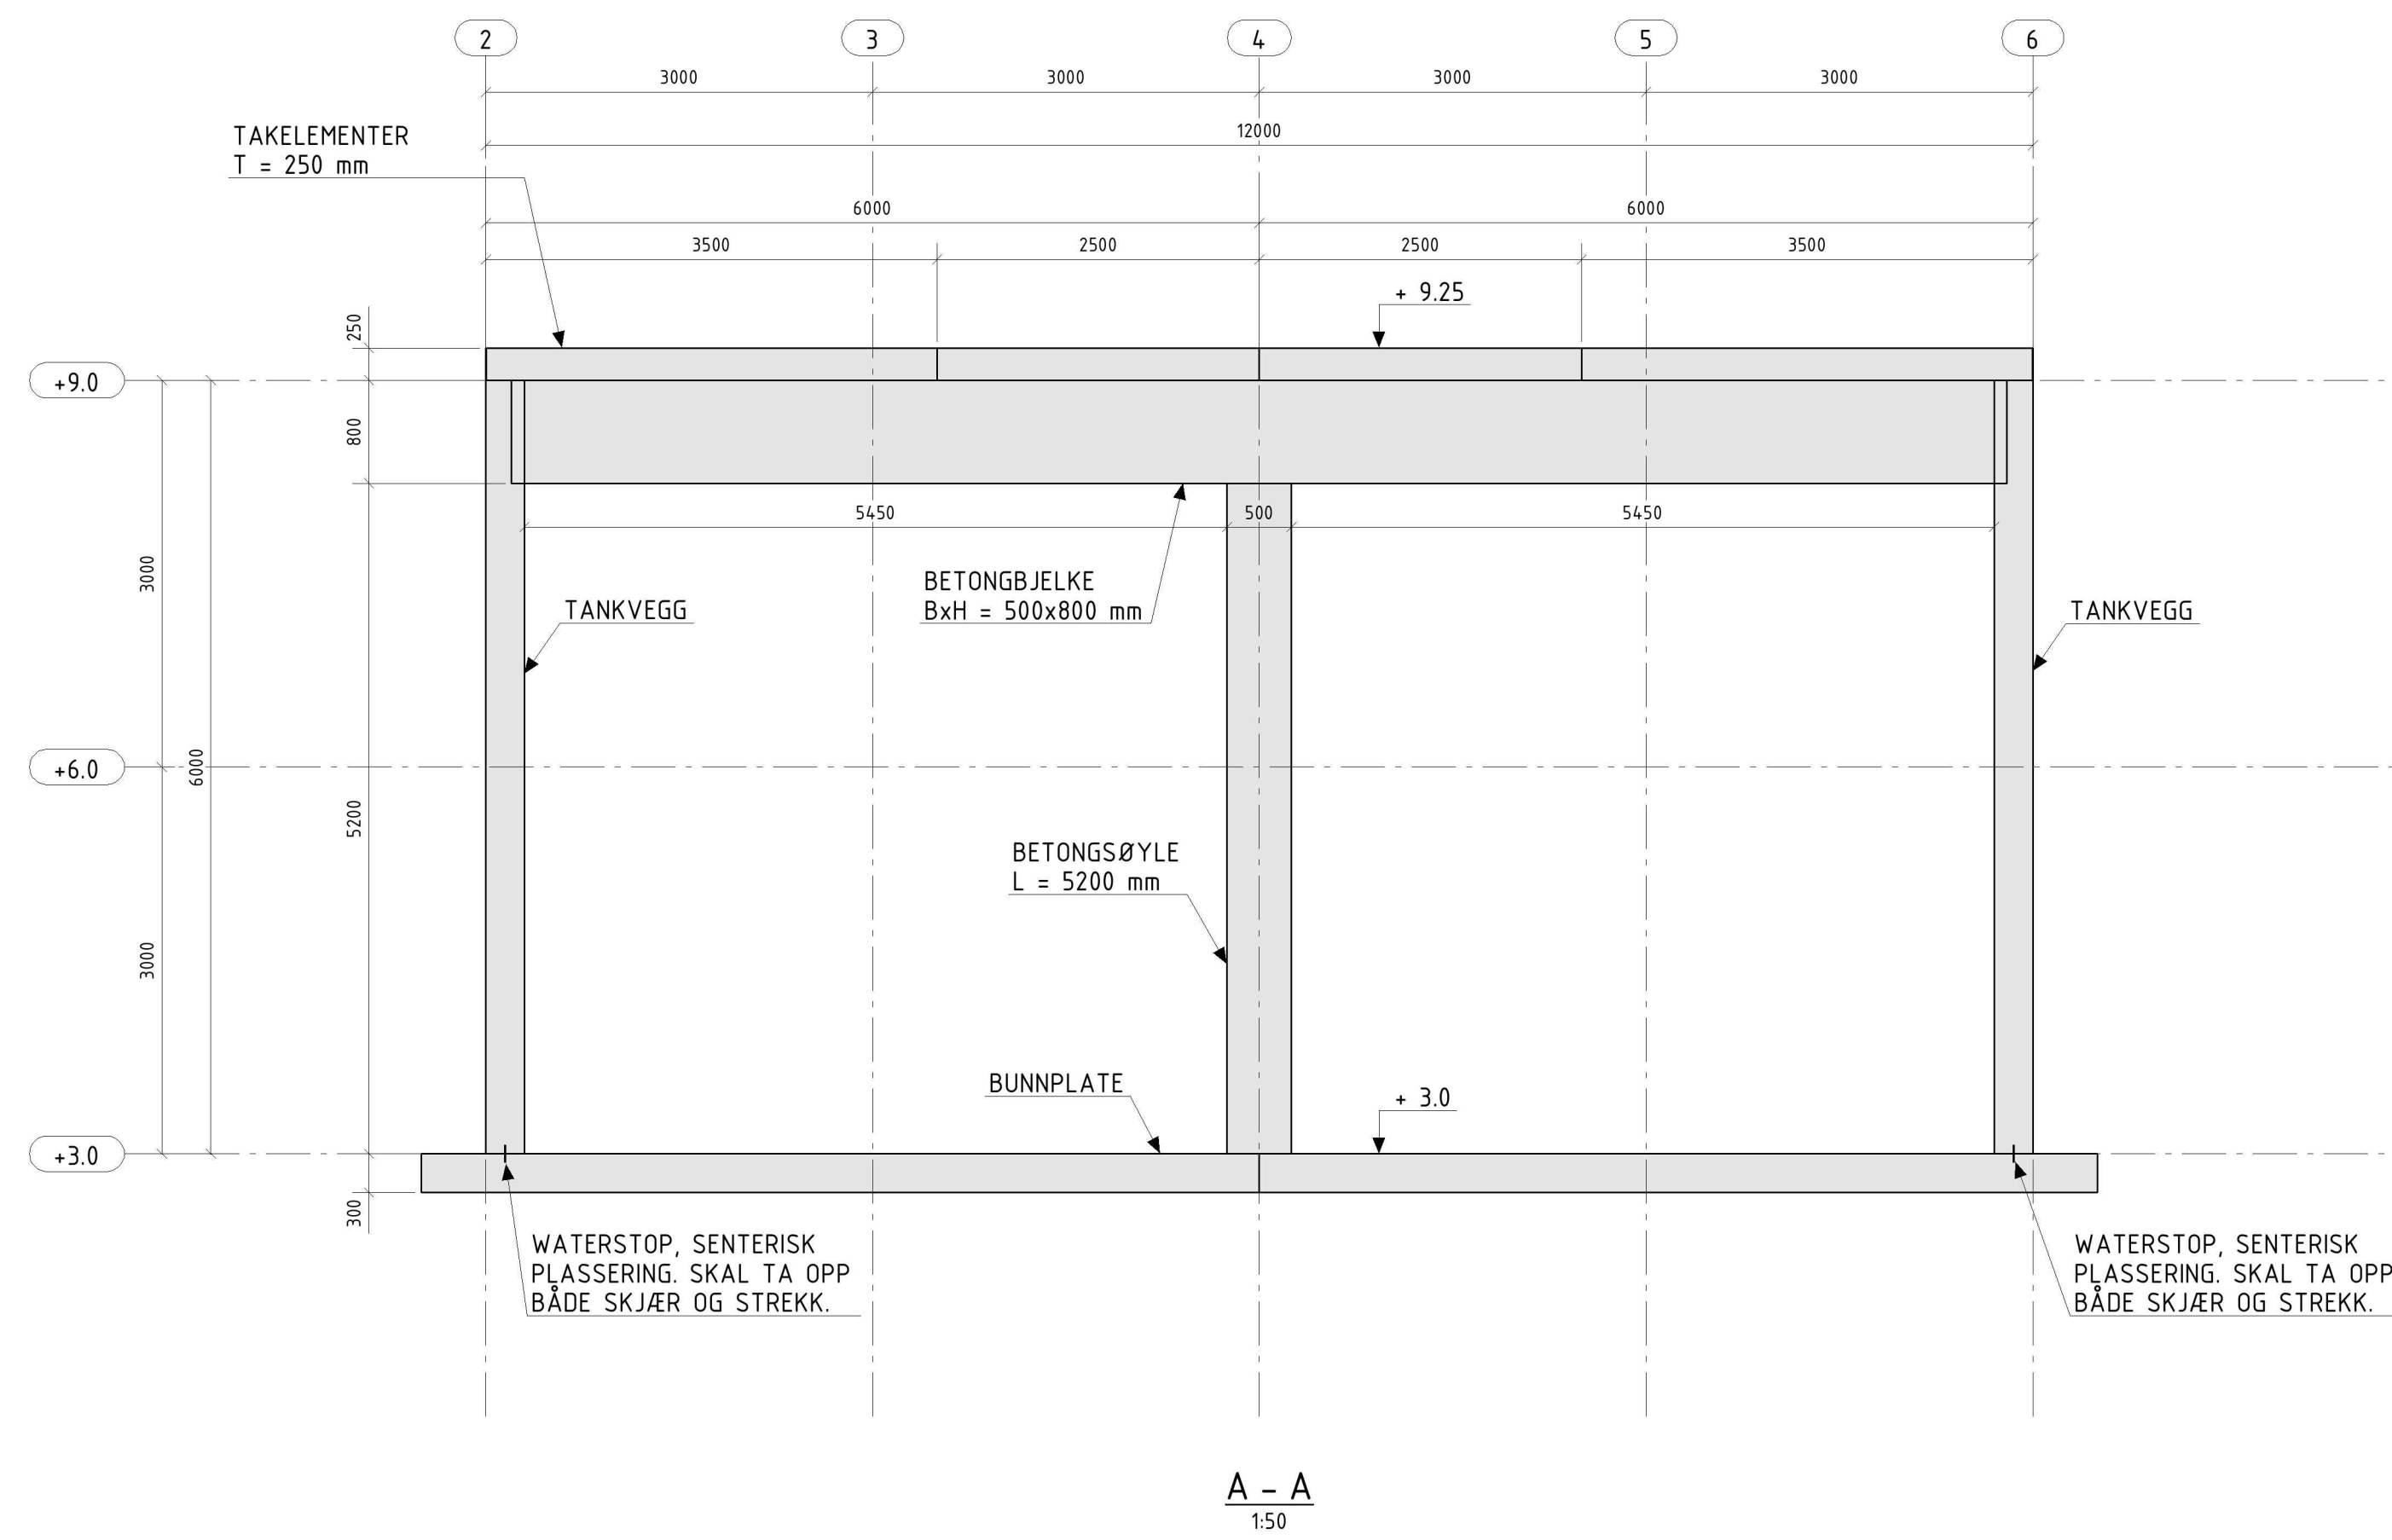 2
3
4
5
6
3000
3000
3000
3000
12000
TAKELEMENTER
T = 250 mm
6000
6000
3500
2500
2500
3500
+ 9.25
250
+9.0
800
5450
500
5450
3000
BETONGBJELKE
BxH = 500x800 mm
TANKVEGG
TANKVEGG
+6.0
6000
5200
BETONGSØYLE
L = 5200 mm
3000
BUNNPLATE
+ 3.0
+3.0
300
WATERSTOP, SENTERISK
PLASSERING. SKAL TA OPP
BÅDE SKJÆR OG STREKK.
WATERSTOP, SENTERISK
PLASSERING. SKAL TA OPP
BÅDE SKJÆR OG STREKK.
A - A
1:50